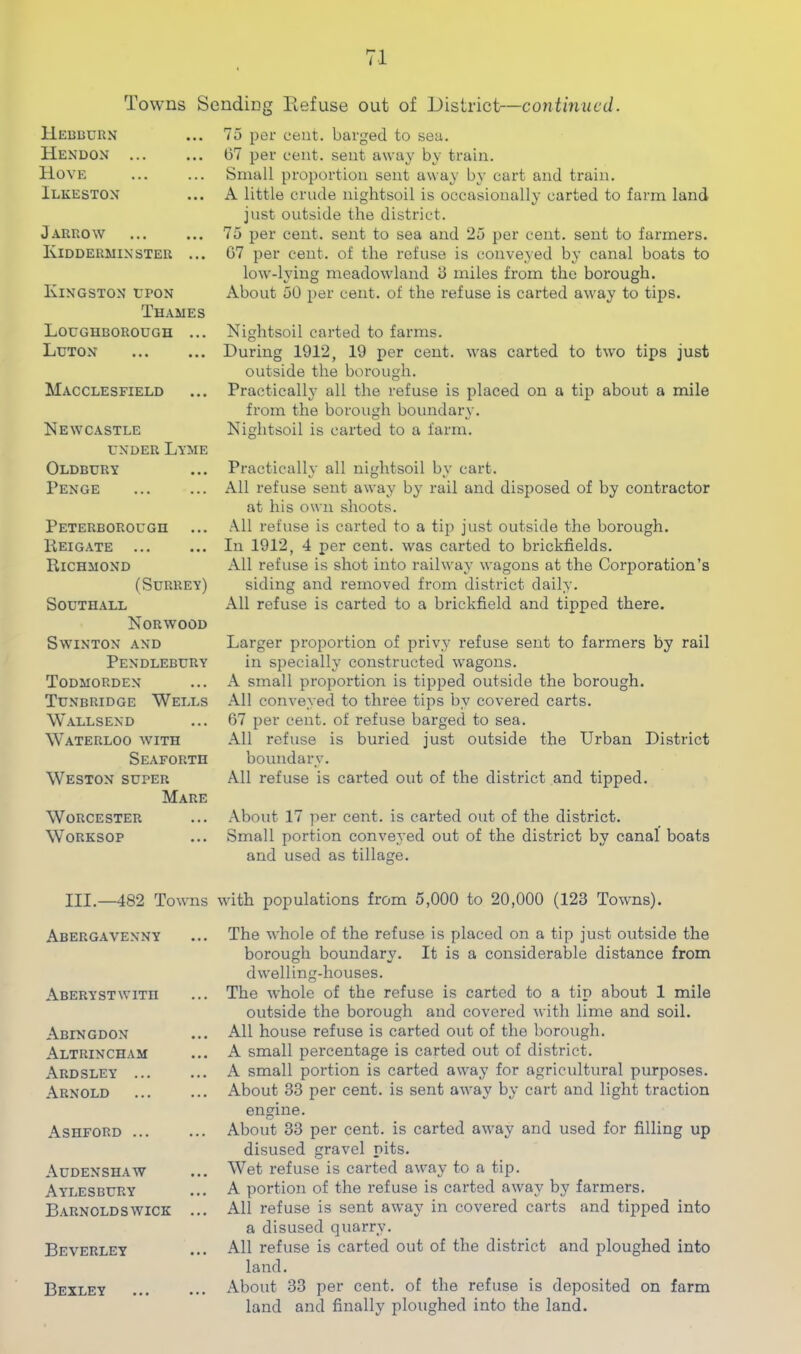 71
Towns Sending Refuse out of District—continued.
Hebburn ... 75 per cent. barged to sea.
Hendon ... ... 67 per cent. sent away by train.
Hove ... ... Small proportion sent away by cart and train.
Ilkeston ... A little crude nightsoil is occasionally carted to farm land
just outside the district.
Jarrow ... ... 75 per cent. sent to sea and 25 per cent. sent to farmers.
Kidderminster ... 67 per cent. of the refuse is conveyed by canal boats to
low-lying meadowland 3 miles from the borough.
Kingston upon About 50 per cent. of the refuse is carted away to tips.
Thames
Loughborough ... Nightsoil carted to farms.
Luton ... ... During 1912, 19 per cent. was carted to two tips just
outside the borough.
Macclesfield ... Practically all the refuse is placed on a tip about a mile
from the borough boundary.
Newcastle Nightsoil is carted to a farm.
under Lyme
Oldbury ... Practically all nightsoil by cart.
Penge ... ... All refuse sent away by rail and disposed of by contractor
at his own shoots.
Peterborough ... All refuse is carted to a tip just outside the borough.
Reigate ... ... In 1912, 4 per cent. was carted to brickfields.
Richmond All refuse is shot into railway wagons at the Corporation's
(Surrey) siding and removed from district daily.
Southall All refuse is carted to a brickfield and tipped there.
Norwood
Swinton and Larger proportion of privy refuse sent to farmers by rail
Pendlebury in specially constructed wagons.
Todmorden ... A small proportion is tipped outside the borough.
Tunbridge Wells All conveyed to three tips by covered carts.
Wallsend ... 67 per cent. of refuse barged to sea.
Waterloo with All refuse is buried just outside the Urban District
Seaforth boundary.
Weston super All refuse is carted out of the district and tipped.
Mare
Worcester ... About 17 per cent. is carted out of the district.
Worksop ... Small portion conveyed out of the district by canal boats
and used as tillage.
III.—482 Towns with populations from 5,000 to 20,000 (123 Towns).
Abergavenny ... The whole of the refuse is placed on a tip just outside the
borough boundary. It is a considerable distance from
dwelling-houses.
Aberystwith ... The whole of the refuse is carted to a tip about 1 mile
outside the borough and covered with lime and soil.
Abingdon ... All house refuse is carted out of the borough.
Altrincham ... A small percentage is carted out of district.
Ardsley ... ... A small portion is carted away for agricultural purposes.
Arnold ... ... About 33 per cent. is sent away by cart and light traction
engine.
Ashford ... ... About 33 per cent. is carted away and used for filling up
disused gravel pits.
Audenshaw ... Wet refuse is carted away to a tip.
Aylesbury ... A portion of the refuse is carted away by farmers.
Barnoldswick ... All refuse is sent away in covered carts and tipped into
a disused quarry.
Beverley ... All refuse is carted out of the district and ploughed into
land.
Bexley ... ... About 33 per cent. of the refuse is deposited on farm
land and finally ploughed into the land.